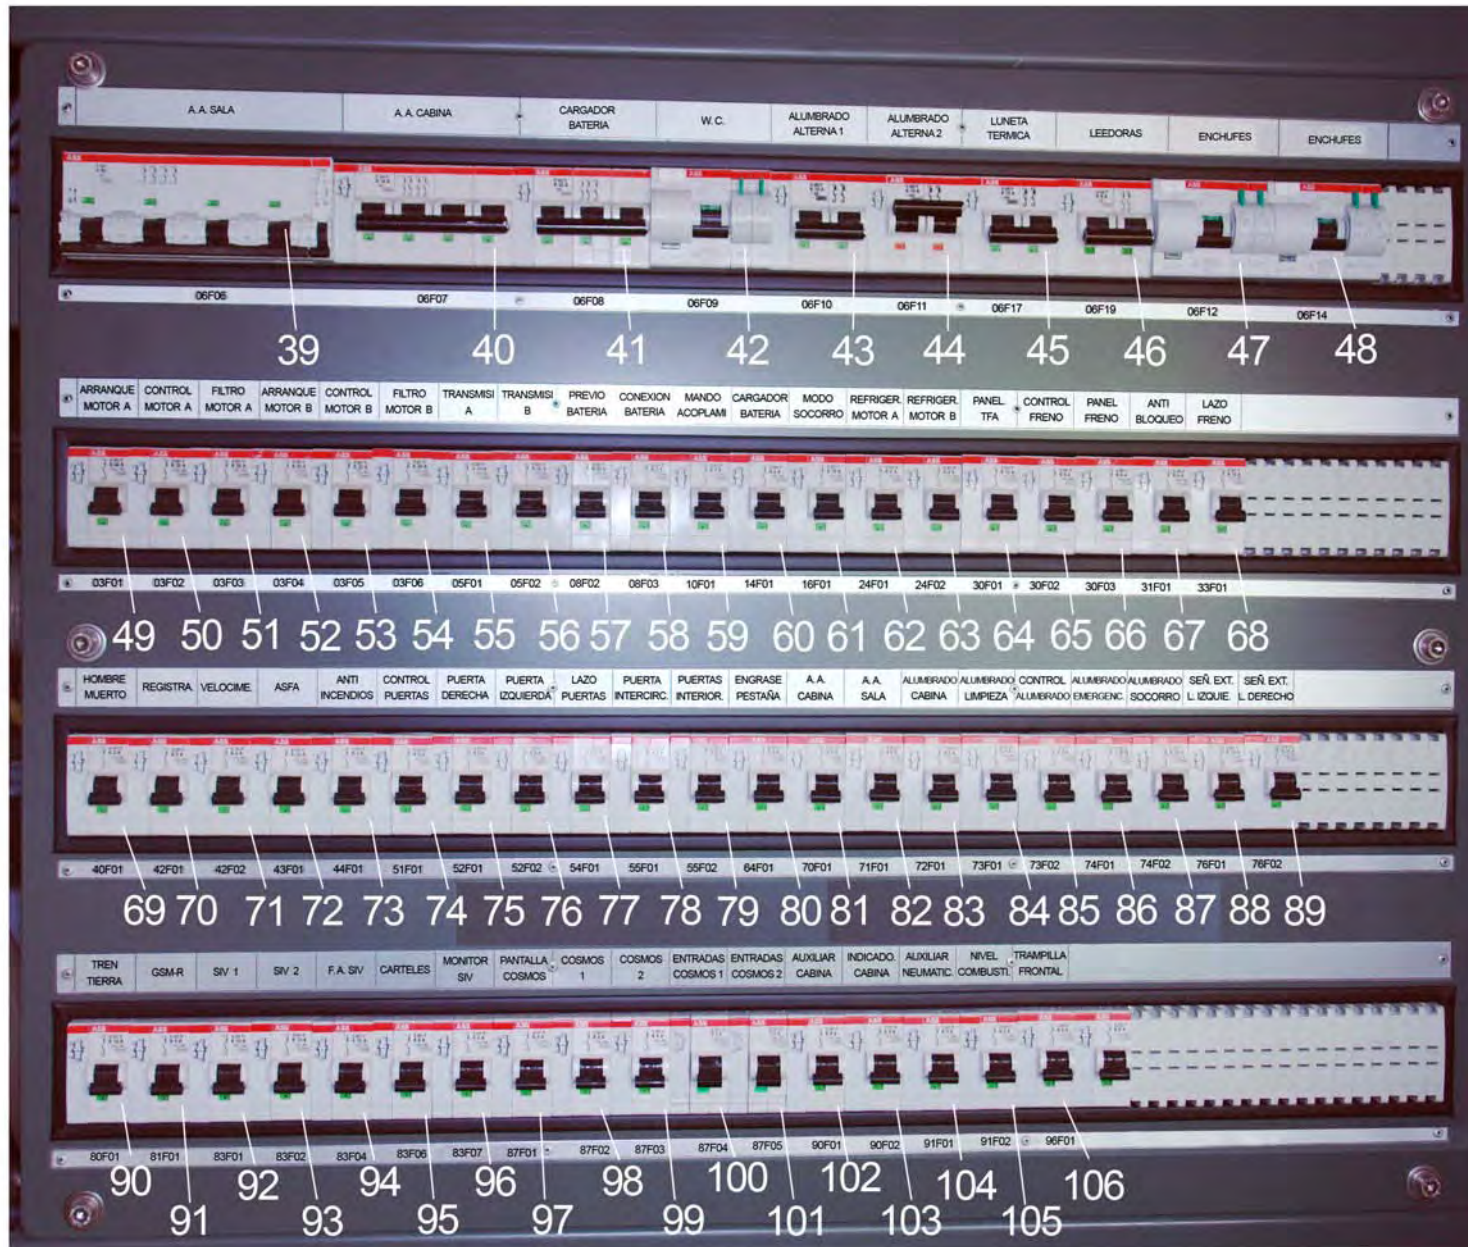 A.A. SALA A.A. CABINA CARGADOR BATERIA W.C. ALUMBRADO ALTERNA 1 ALUMBRADO ALTERNA 2 LUNETA TERMICA LEEDORAS ENCHUFES ENCHUFES
ABB ABB ABB ABB ABB ABB ABB ABB ABB ABB
06F06 06F07 06F08 06F09 06F10 06F11 06F17 06F19 06F12 06F14
39 40 41 42 43 44 45 46 47 48
ARRANQUE MOTOR A CONTROL MOTOR A FILTRO MOTOR A ARRANQUE MOTOR B CONTROL MOTOR B FILTRO MOTOR B TRANSMISI A TRANSMISI B PREVIO BATERIA CONEXION BATERIA MANDO ACOPLAMI CARGADOR BATERIA MODO SOCORRO REFRIGER. MOTOR A REFRIGER. MOTOR B PANEL TFA CONTROL FRENO PANEL FRENO ANTI BLOQUEO LAZO FRENO
03F01 03F02 03F03 03F04 03F05 03F06 05F01 05F02 08F02 08F03 10F01 14F01 16F01 24F01 24F02 30F01 30F02 30F03 31F01 33F01
49 50 51 52 53 54 55 56 57 58 59 60 61 62 63 64 65 66 67 68
HOMBRE MUERTO REGISTRA. VELOCIME. ASFA ANTI INCENDIOS CONTROL PUERTAS PUERTA DERECHA PUERTA IZQUIERDA LAZO PUERTAS PUERTA INTERCIRC. PUERTAS INTERIOR. ENGRASE PESTAÑA A.A. CABINA A.A. SALA ALUMBRADO CABINA ALUMBRADO LIMPIEZA CONTROL ALUMBRADO ALUMBRADO EMERGENC. ALUMBRADO SOCORRO SEÑ. EXT. L. IZQUIE. SEÑ. EXT. L. DERECHO
40F01 42F01 42F02 43F01 44F01 51F01 52F01 52F02 54F01 55F01 55F02 64F01 70F01 71F01 72F01 73F01 73F02 74F01 74F02 76F01 76F02
69 70 71 72 73 74 75 76 77 78 79 80 81 82 83 84 85 86 87 88 89
TREN TIERRA GSM-R SIV 1 SIV 2 F.A. SIV CARTELES MONITOR SIV PANTALLA COSMOS COSMOS 1 COSMOS 2 ENTRADAS COSMOS 1 ENTRADAS COSMOS 2 AUXILIAR CABINA INDICADO. CABINA AUXILIAR NEUMATIC. NIVEL COMBUSTI. TRAMPILLA FRONTAL
80F01 81F01 83F01 83F02 83F04 83F06 83F07 87F01 87F02 87F03 87F04 87F05 90F01 90F02 91F01 91F02 96F01
90 91 92 93 94 95 96 97 98 99 100 101 102 103 104 105 106